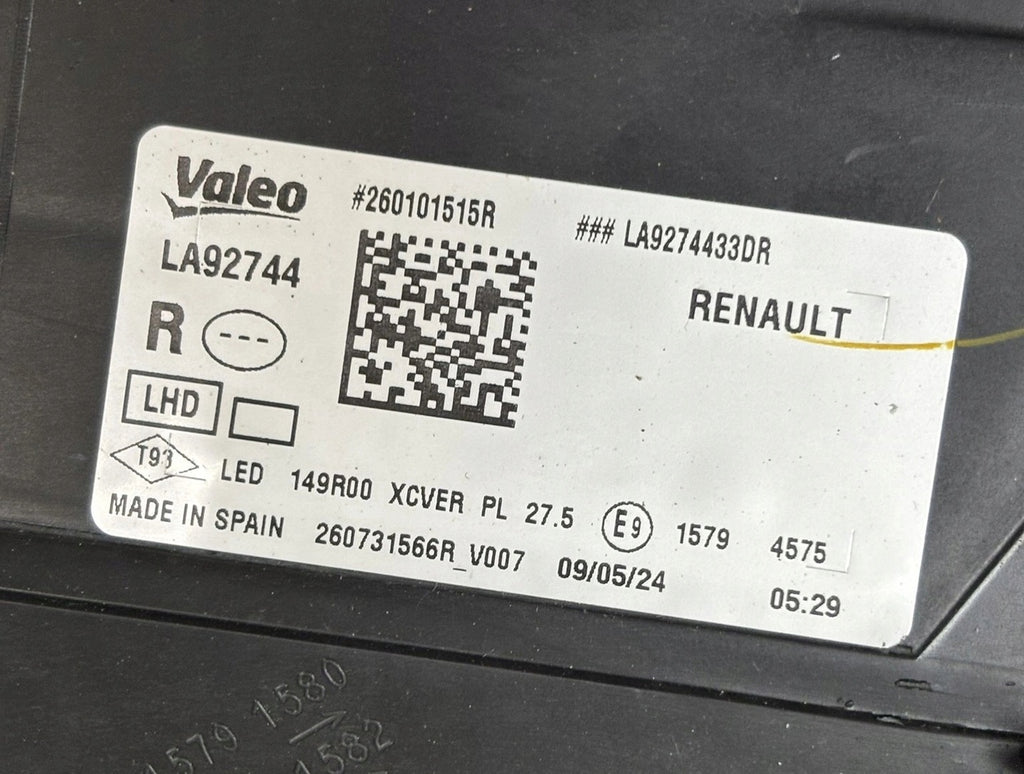 Valeo
#260101515R
### LA9274433DR
LA92744
RENAULT
R ---
LHD
T93 LED 149R00 XCVER PL 27.5 E9 1579 4575
MADE IN SPAIN 260731566R_V007 09/05/24 05:29
1579 1580
1582